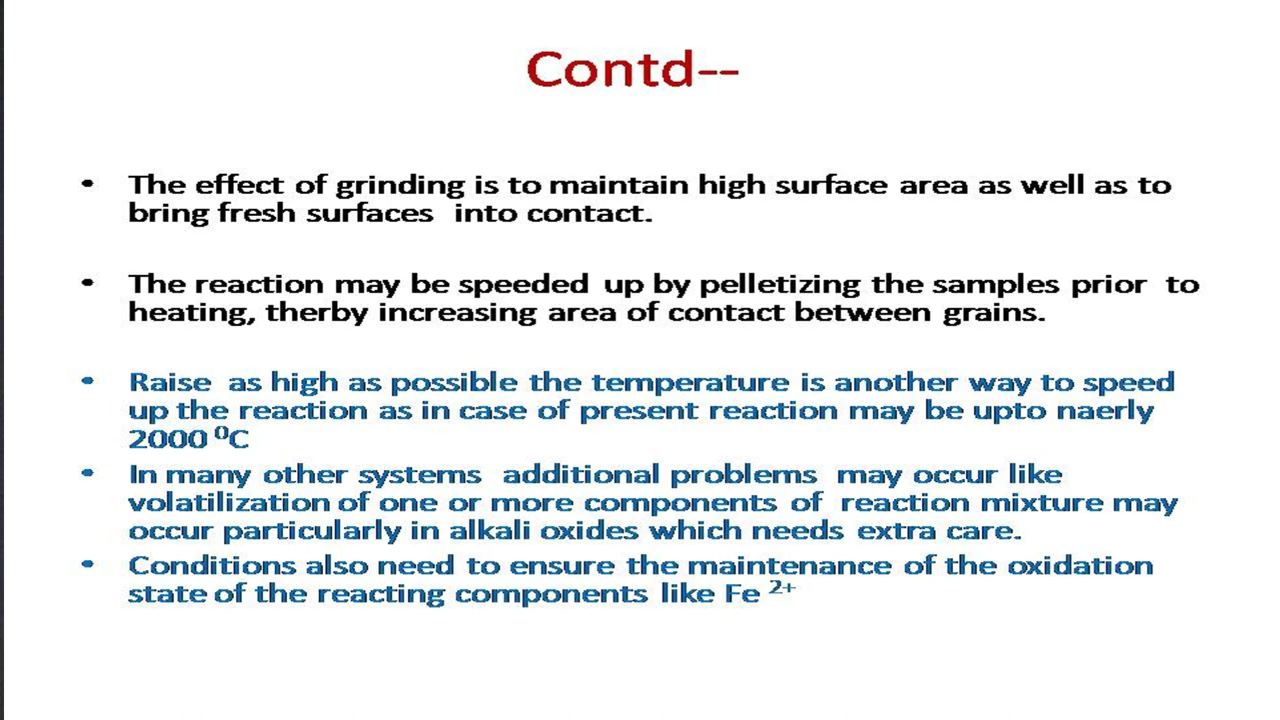 Contd--
• The effect of grinding is to maintain high surface area as well as to
bring fresh surfaces into contact.
• The reaction may be speeded up by pelletizing the samples prior to
heating, therby increasing area of contact between grains.
• Raise as high as possible the temperature is another way to speed
up the reaction as in case of present reaction may be upto naerly
2000 ⁰C
• In many other systems additional problems may occur like
volatilization of one or more components of reaction mixture may
occur particularly in alkali oxides which needs extra care.
• Conditions also need to ensure the maintenance of the oxidation
state of the reacting components like Fe ²⁺